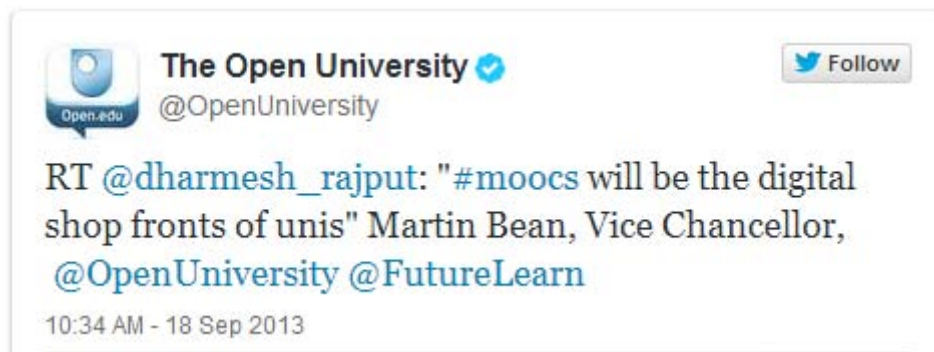 The Open University
Follow
@OpenUniversity
Open.edu
RT @dharmesh_rajput: "#moocs will be the digital
shop fronts of unis" Martin Bean, Vice Chancellor,
@OpenUniversity @FutureLearn
10:34 AM - 18 Sep 2013